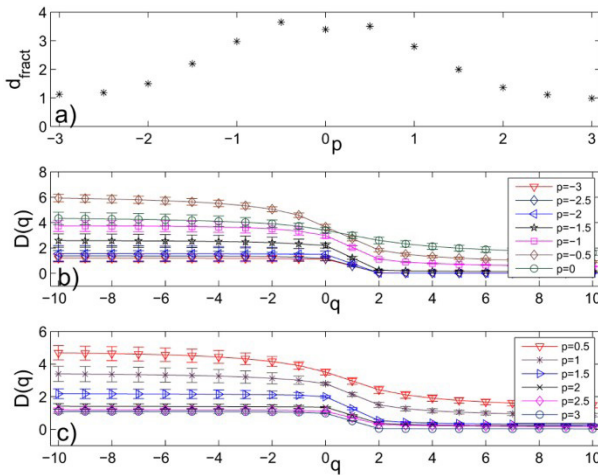 4
3
2
1
0
d_fract
a)
−3 −2 −1 0 1 2 3
p
8
6
4
2
0
D(q)
b)
p=−3
p=−2.5
p=−2
p=−1.5
p=−1
p=−0.5
p=0
−10 −8 −6 −4 −2 0 2 4 6 8 10
q
6
4
2
0
D(q)
c)
p=0.5
p=1
p=1.5
p=2
p=2.5
p=3
−10 −8 −6 −4 −2 0 2 4 6 8 10
q